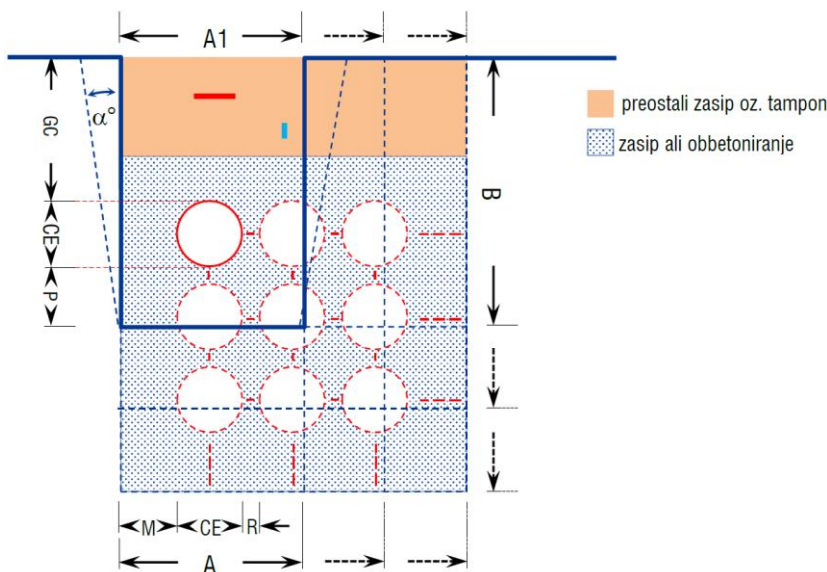 A1
α°
GC
preostali zasip oz. tampon
zasip ali obbetoniranje
B
CE
P
M CE R
A